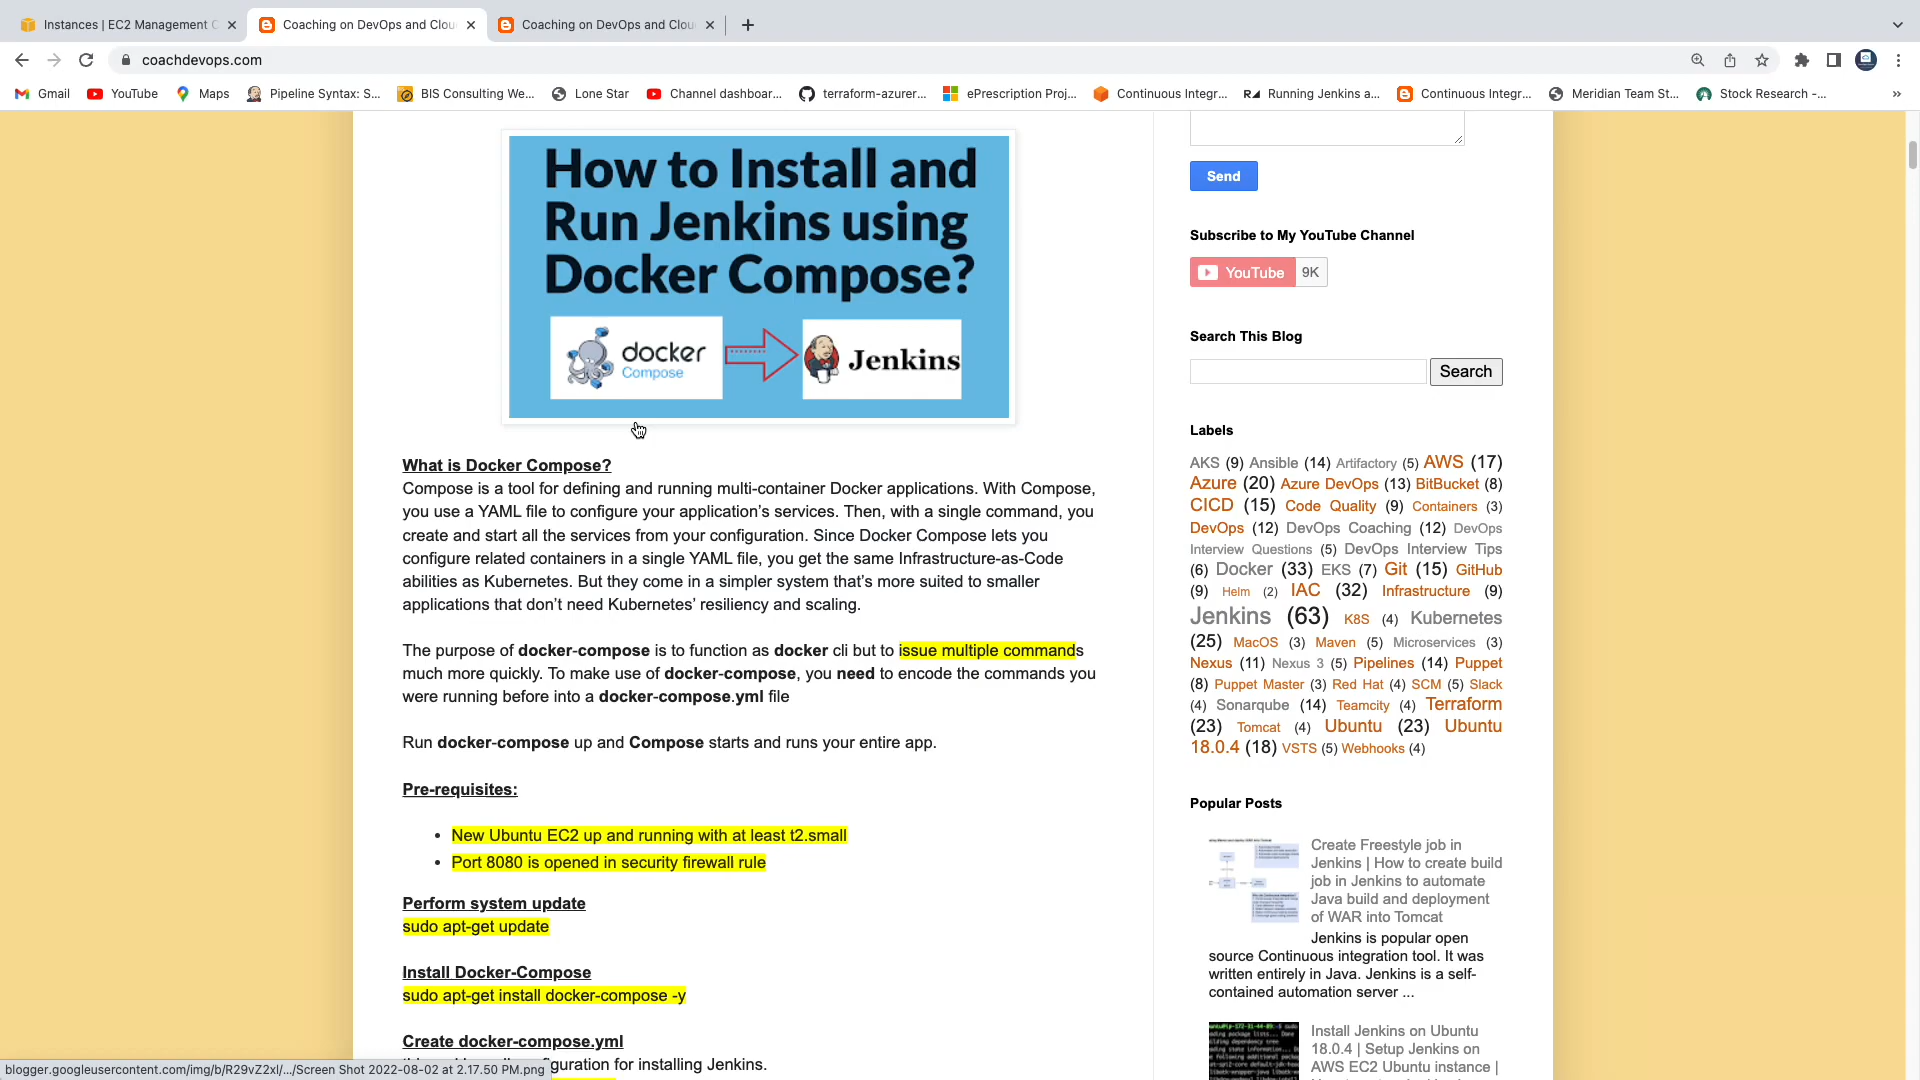 Instances | EC2 Management C
Coaching on DevOps and Clou
Coaching on DevOps and Clou
coachdevops.com
Gmail
YouTube
Maps
Pipeline Syntax: S...
BIS Consulting We...
Lone Star
Channel dashboar...
terraform-azurer...
ePrescription Proj...
Continuous Integr...
Running Jenkins a...
Continuous Integr...
Meridian Team St...
Stock Research -...
How to Install and
Run Jenkins using
Docker Compose?
docker
Compose
Jenkins
What is Docker Compose?
Compose is a tool for defining and running multi-container Docker applications. With Compose,
you use a YAML file to configure your application's services. Then, with a single command, you
create and start all the services from your configuration. Since Docker Compose lets you
configure related containers in a single YAML file, you get the same Infrastructure-as-Code
abilities as Kubernetes. But they come in a simpler system that's more suited to smaller
applications that don't need Kubernetes' resiliency and scaling.
The purpose of docker-compose is to function as docker cli but to issue multiple commands
much more quickly. To make use of docker-compose, you need to encode the commands you
were running before into a docker-compose.yml file
Run docker-compose up and Compose starts and runs your entire app.
Pre-requisites:
• New Ubuntu EC2 up and running with at least t2.small
• Port 8080 is opened in security firewall rule
Perform system update
sudo apt-get update
Install Docker-Compose
sudo apt-get install docker-compose -y
Create docker-compose.yml
guration for installing Jenkins.
blogger.googleusercontent.com/img/b/R29vZ2xl/.../Screen Shot 2022-08-02 at 2.17.50 PM.png
Send
Subscribe to My YouTube Channel
YouTube 9K
Search This Blog
Search
Labels
AKS (9) Ansible (14) Artifactory (5) AWS (17)
Azure (20) Azure DevOps (13) BitBucket (8)
CICD (15) Code Quality (9) Containers (3)
DevOps (12) DevOps Coaching (12) DevOps
Interview Questions (5) DevOps Interview Tips
(6) Docker (33) EKS (7) Git (15) GitHub
(9) Helm (2) IAC (32) Infrastructure (9)
Jenkins (63) K8S (4) Kubernetes
(25) MacOS (3) Maven (5) Microservices (3)
Nexus (11) Nexus 3 (5) Pipelines (14) Puppet
(8) Puppet Master (3) Red Hat (4) SCM (5) Slack
(4) Sonarqube (14) Teamcity (4) Terraform
(23) Tomcat (4) Ubuntu (23) Ubuntu
18.0.4 (18) VSTS (5) Webhooks (4)
Popular Posts
Create Freestyle job in
Jenkins | How to create build
job in Jenkins to automate
Java build and deployment
of WAR into Tomcat
Jenkins is popular open
source Continuous integration tool. It was
written entirely in Java. Jenkins is a self-
contained automation server ...
Install Jenkins on Ubuntu
18.0.4 | Setup Jenkins on
AWS EC2 Ubuntu instance |